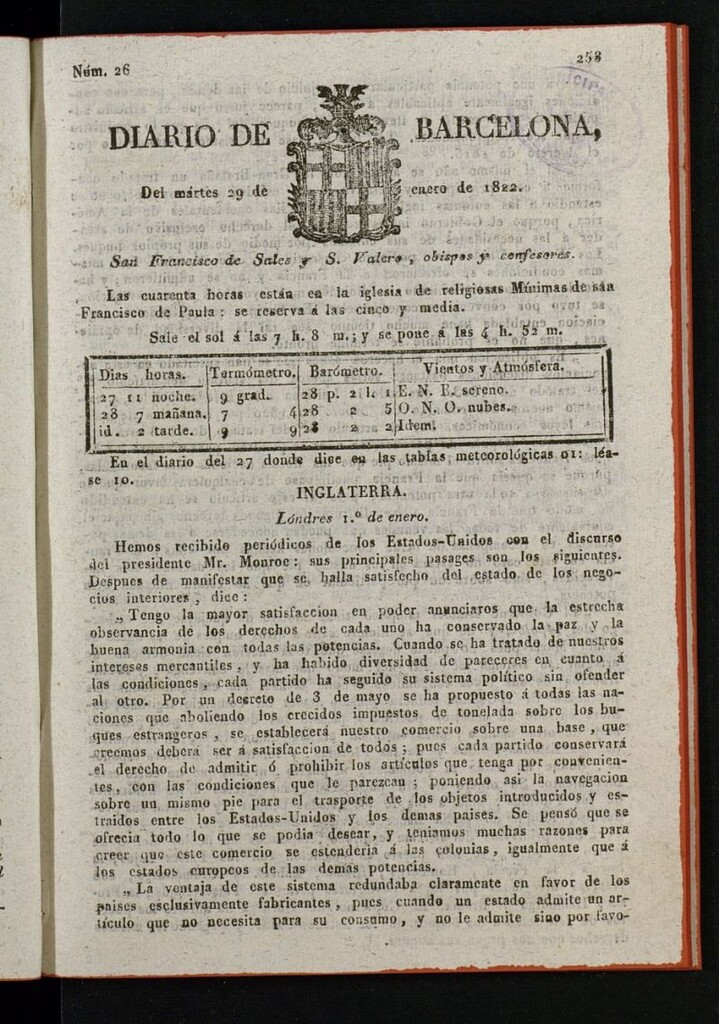 Núm. 26
253
DIARIO DE BARCELONA,
Del mártes 29 de enero de 1822.
San Francisco de Sales y S. Valero, obispos y confesores.
Las cuarenta horas están en la iglesia de religiosas Mínimas de san
Francisco de Paula: se reserva á las cinco y media.
Sale el sol á las 7 h. 8 m.; y se pone á las 4 h. 52 m.
Dias horas. Termómetro. Barómetro. Vientos y Atmósfera.
27 11 noche. 9 grad. 28 p. 2 l. 1 E. N. E. sereno.
28 7 mañana. 7 4 28 2 5 O. N. O. nubes.
id. 2 tarde. 9 9 28 2 2 Idem.
En el diario del 27 donde dice en las tablas meteorológicas 01: léa-
se 10.
INGLATERRA.
Lóndres 1.º de enero.
Hemos recibido periódicos de los Estados-Unidos con el discurso
del presidente Mr. Monroe: sus principales pasages son los siguientes.
Despues de manifestar que se halla satisfecho del estado de los nego-
cios interiores, dice:
„Tengo la mayor satisfaccion en poder anunciaros que la estrecha
observancia de los derechos de cada uno ha conservado la paz y la
buena armonia con todas las potencias. Cuando se ha tratado de nuestros
intereses mercantiles, y ha habido diversidad de pareceres en cuanto á
las condiciones, cada partido ha seguido su sistema político sin ofender
al otro. Por un decreto de 3 de mayo se ha propuesto á todas las na-
ciones que aboliendo los crecidos impuestos de tonelada sobre los bu-
ques estrangeros, se establecerá nuestro comercio sobre una base, que
creemos deberá ser á satisfaccion de todos; pues cada partido conservará
el derecho de admitir ó prohibir los artículos que tenga por convenien-
tes, con las condiciones que le parezcan; poniendo asi la navegacion
sobre un mismo pie para el trasporte de los objetos introducidos y es-
traidos entre los Estados-Unidos y los demas paises. Se pensó que se
ofrecia todo lo que se podia desear, y teniamos muchas razones para
creer que este comercio se estenderia á las colonias, igualmente que á
los estados europeos de las demás potencias.
„La ventaja de este sistema redundaba claramente en favor de los
paises esclusivamente fabricantes, pues cuando un estado admite un ar-
tículo que no necesita para su consumo, y no le admite sino por favo-